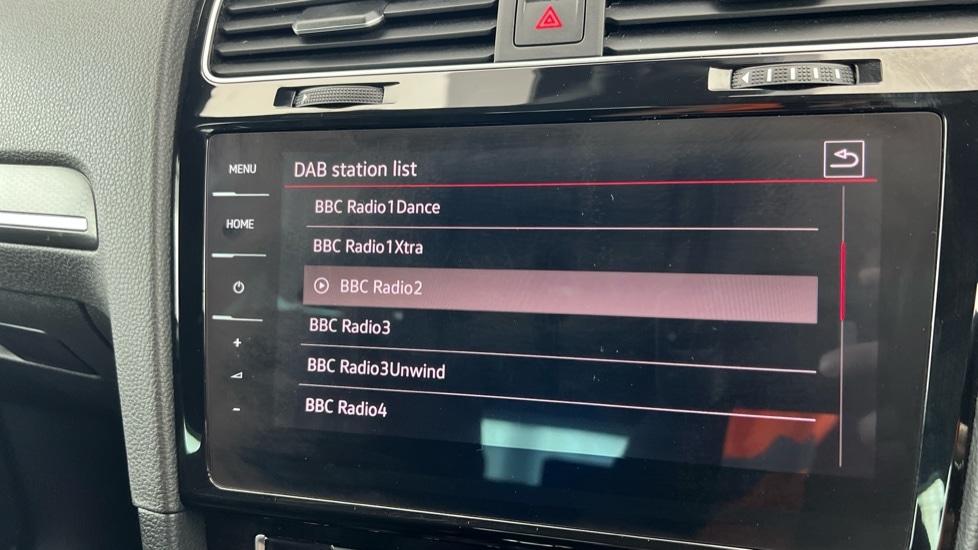 MENU
DAB station list
BBC Radio1Dance
HOME
BBC Radio1Xtra
BBC Radio2
BBC Radio3
+
BBC Radio3Unwind
-
BBC Radio4